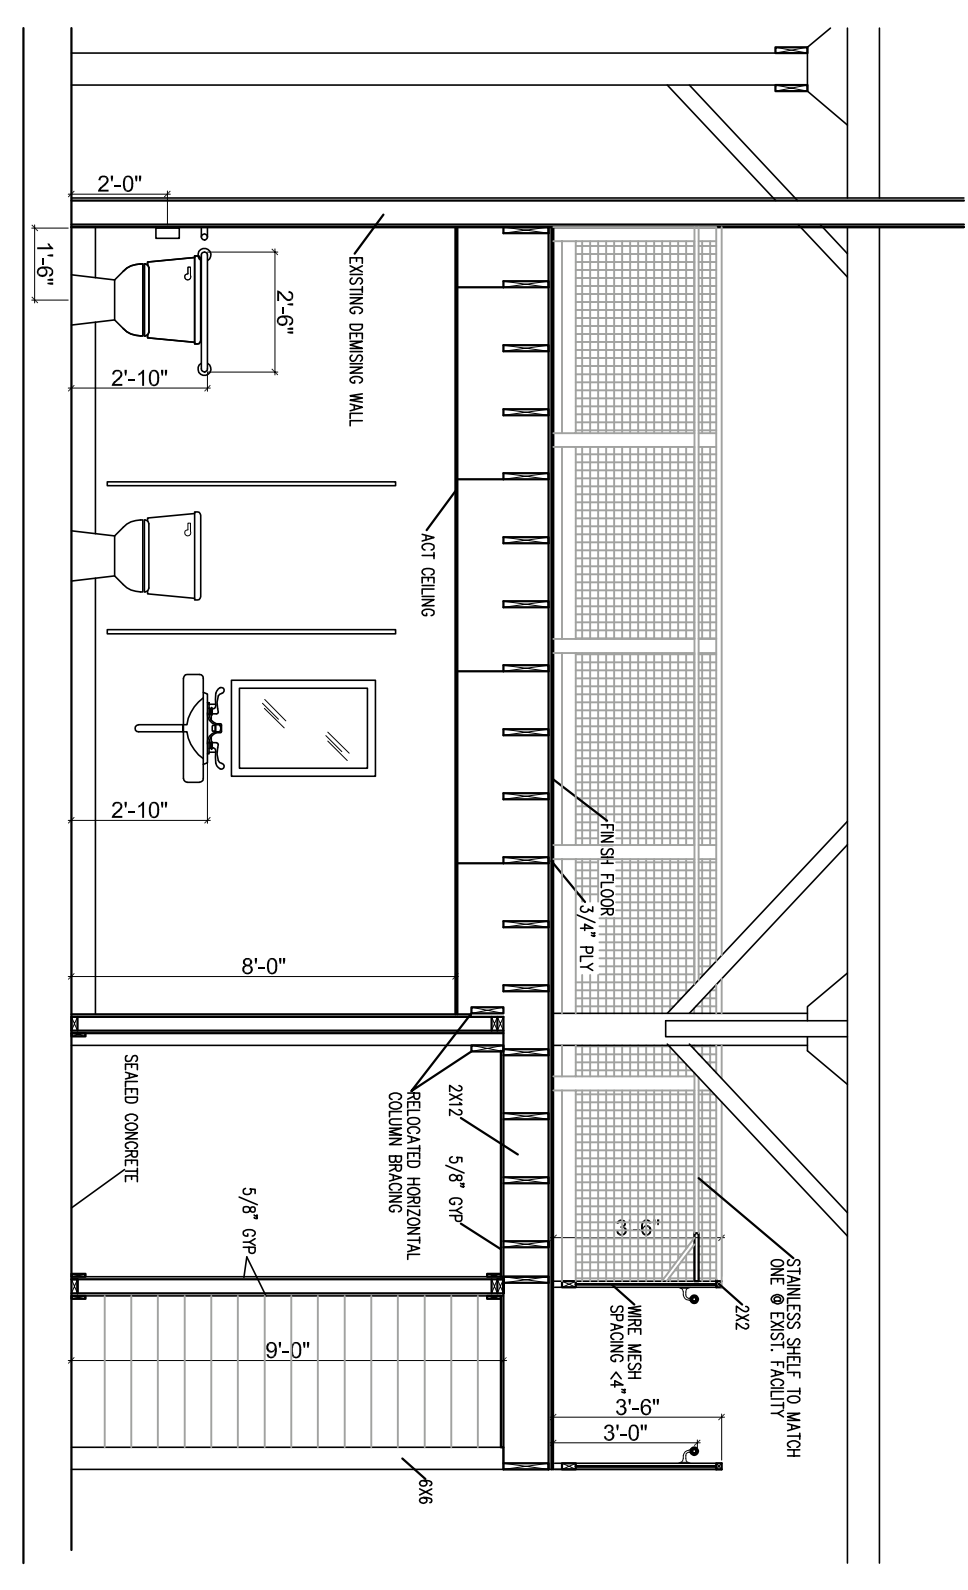 2'-0"
1'-6"
2'-6"
2'-10"
EXISTING DEMISING WALL
ACT CEILING
2'-10"
FINISH FLOOR
3/4" PLY
8'-0"
SEALED CONCRETE
RELOCATED HORIZONTAL
COLUMN BRACING
2X12
5/8" GYP
5/8" GYP
3'-6"
STAINLESS SHELF TO MATCH
ONE @ EXIST. FACILITY
2X2
WIRE MESH
SPACING <4"
9'-0"
3'-6"
3'-0"
6X6